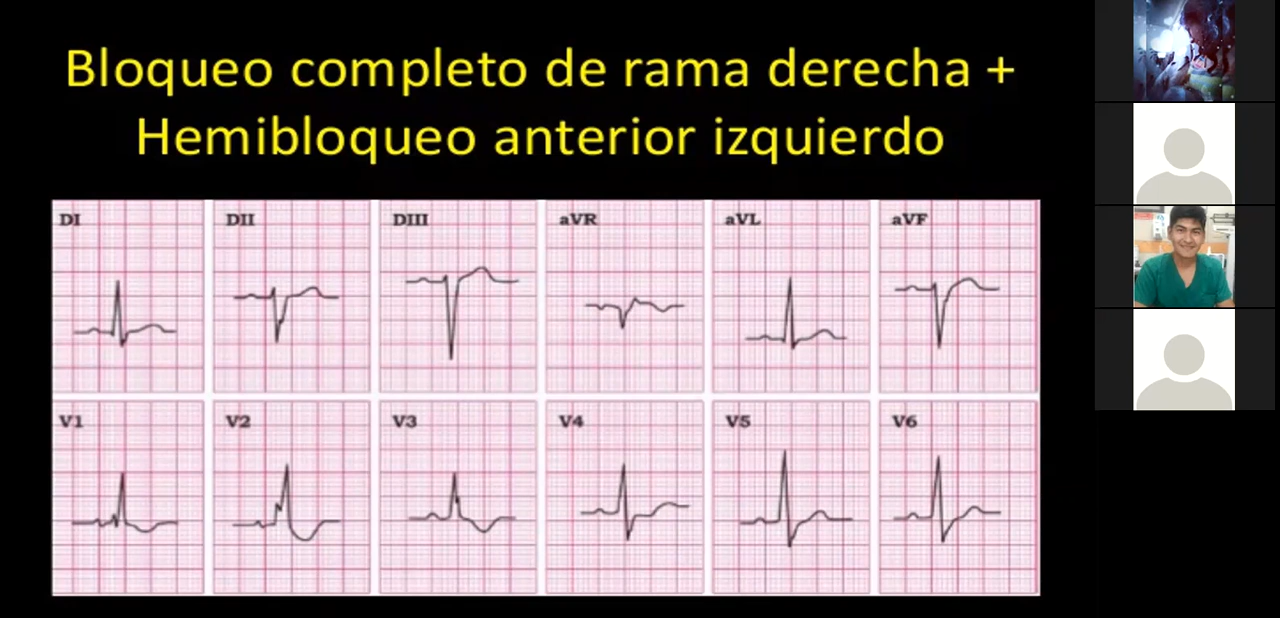 Bloqueo completo de rama derecha +
Hemibloqueo anterior izquierdo
DI DII DIII aVR aVL aVF
V1 V2 V3 V4 V5 V6